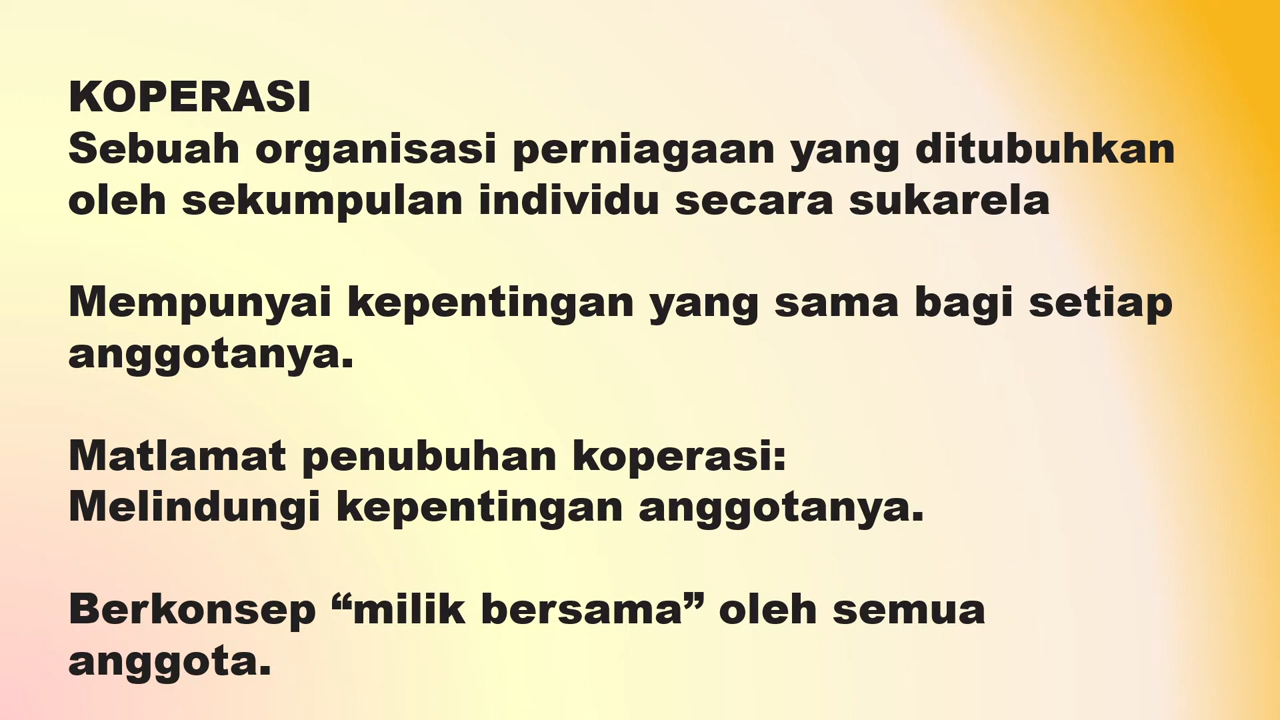 KOPERASI
Sebuah organisasi perniagaan yang ditubuhkan
oleh sekumpulan individu secara sukarela
Mempunyai kepentingan yang sama bagi setiap
anggotanya.
Matlamat penubuhan koperasi:
Melindungi kepentingan anggotanya.
Berkonsep “milik bersama” oleh semua
anggota.